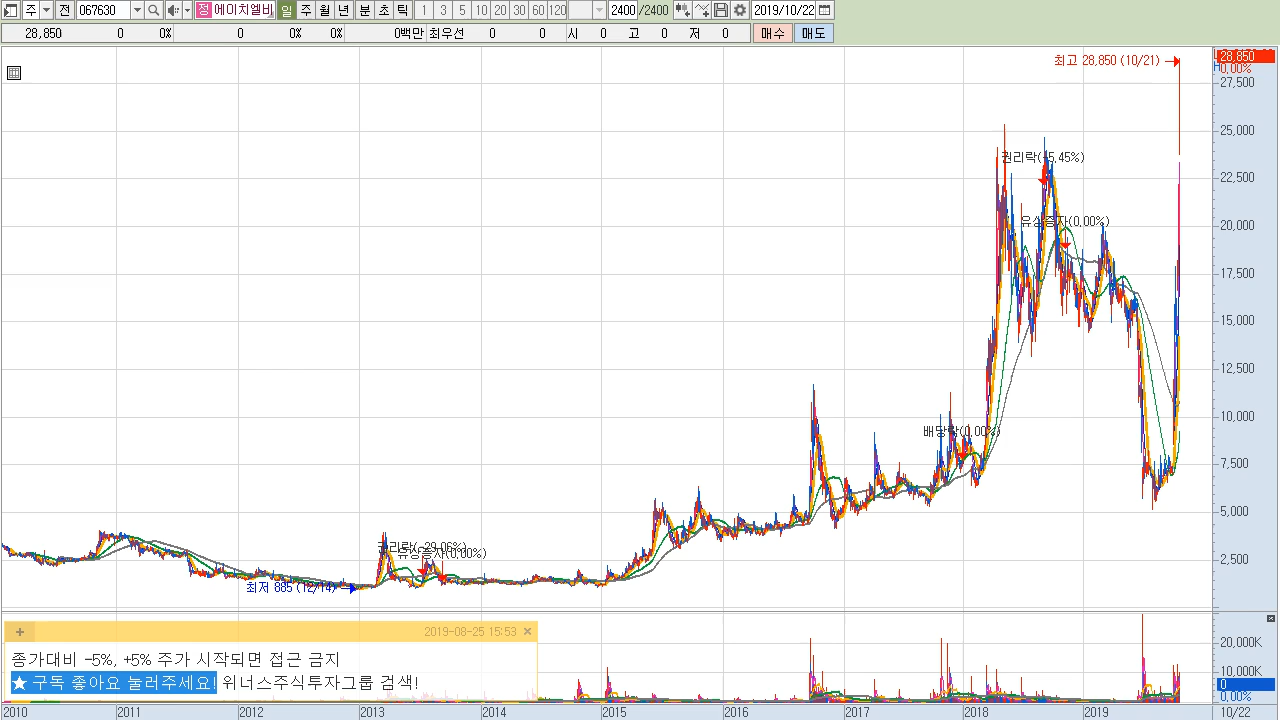 주 전 067630 정 에이치엘비 일 주 월 년 분 초 틱 1 3 5 10 20 30 60 120 2400 /2400 2019/10/22
28,850 0 0% 0 0% 0% 0백만 최우선 0 0 시 0 고 0 저 0 매수 매도
최고 28,850 (10/21)
28,850
0.00%
27,500
25,000
권리락(15.45%)
22,500
유상증자(0.00%)
20,000
17,500
15,000
12,500
10,000
배당락(0.00%)
7,500
5,000
권리락(-29.06%)
유상증자(0.00%)
2,500
최저 885 (12/14)
2019-08-25 15:53
종가대비 -5%, +5% 주가 시작되면 접근 금지
★ 구독 좋아요 눌러주세요! 위너스주식투자그룹 검색!
20,000K
10,000K
0
0.00%
2010 2011 2012 2013 2014 2015 2016 2017 2018 2019 10/22